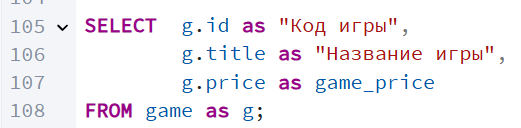 105 SELECT  g.id as "Код игры",
106         g.title as "Название игры",
107         g.price as game_price
108 FROM game as g;